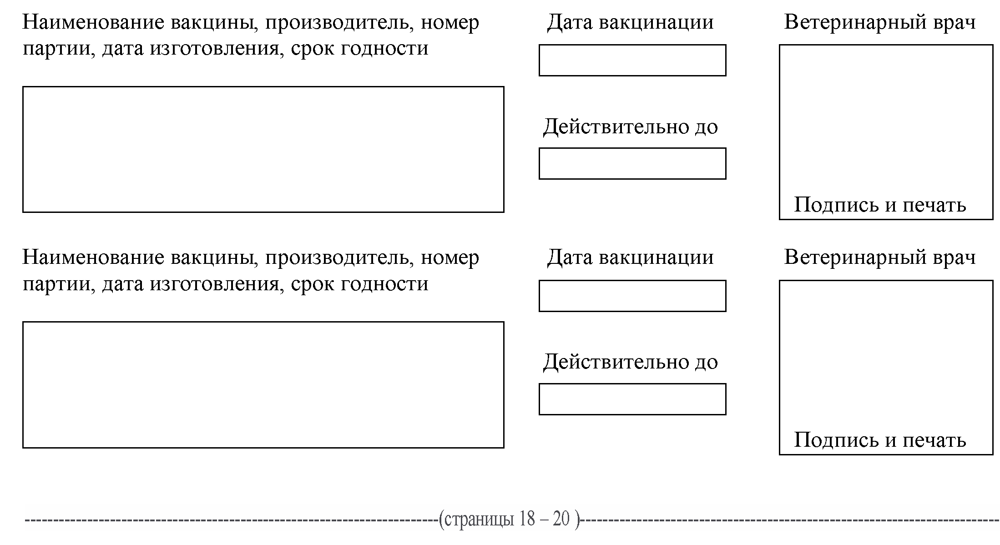 Наименование вакцины, производитель, номер
партии, дата изготовления, срок годности
Дата вакцинации
Действительно до
Ветеринарный врач
Подпись и печать
Наименование вакцины, производитель, номер
партии, дата изготовления, срок годности
Дата вакцинации
Действительно до
Ветеринарный врач
Подпись и печать
--------------------------------------------------------------------------(страницы 18 – 20 )---------------------------------------------------------------------------